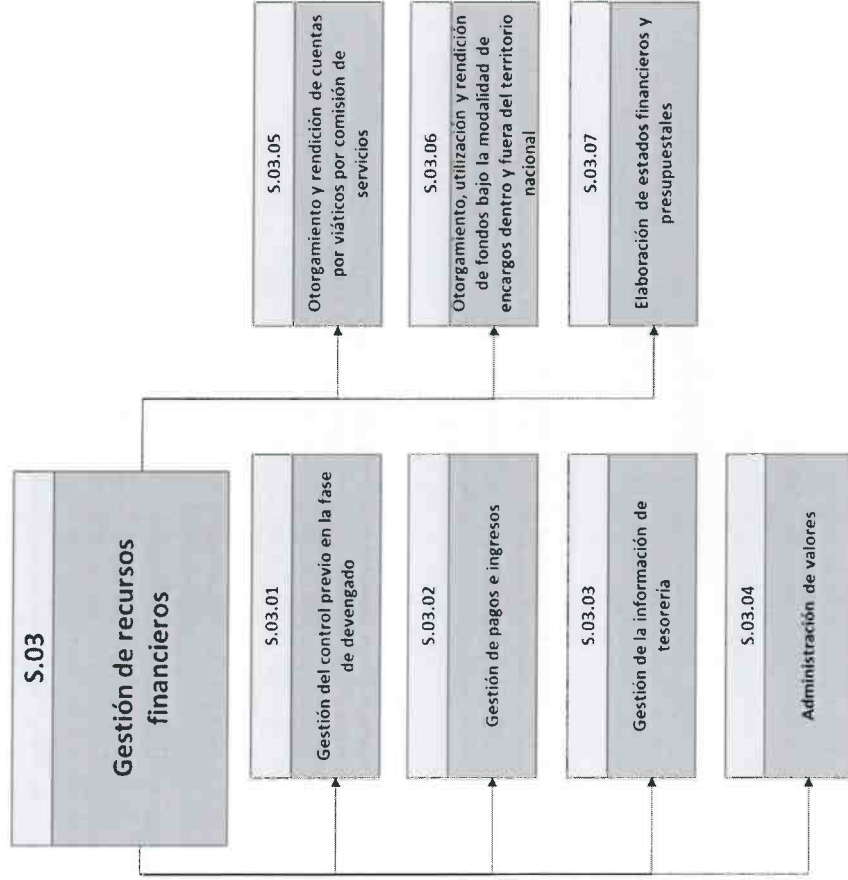 S.03
Gestión de recursos
financieros
S.03.01
Gestión del control previo en la fase
de devengado
S.03.02
Gestión de pagos e ingresos
S.03.03
Gestión de la información de
tesoreria
S.03.04
Administración de valores
S.03.05
Otorgamiento y rendición de cuentas
por viáticos por comisión de
servicios
S.03.06
Otorgamiento, utilización y rendición
de fondos bajo la modalidad de
encargos dentro y fuera del territorio
nacional
S.03.07
Elaboración de estados financieros y
presupuestales